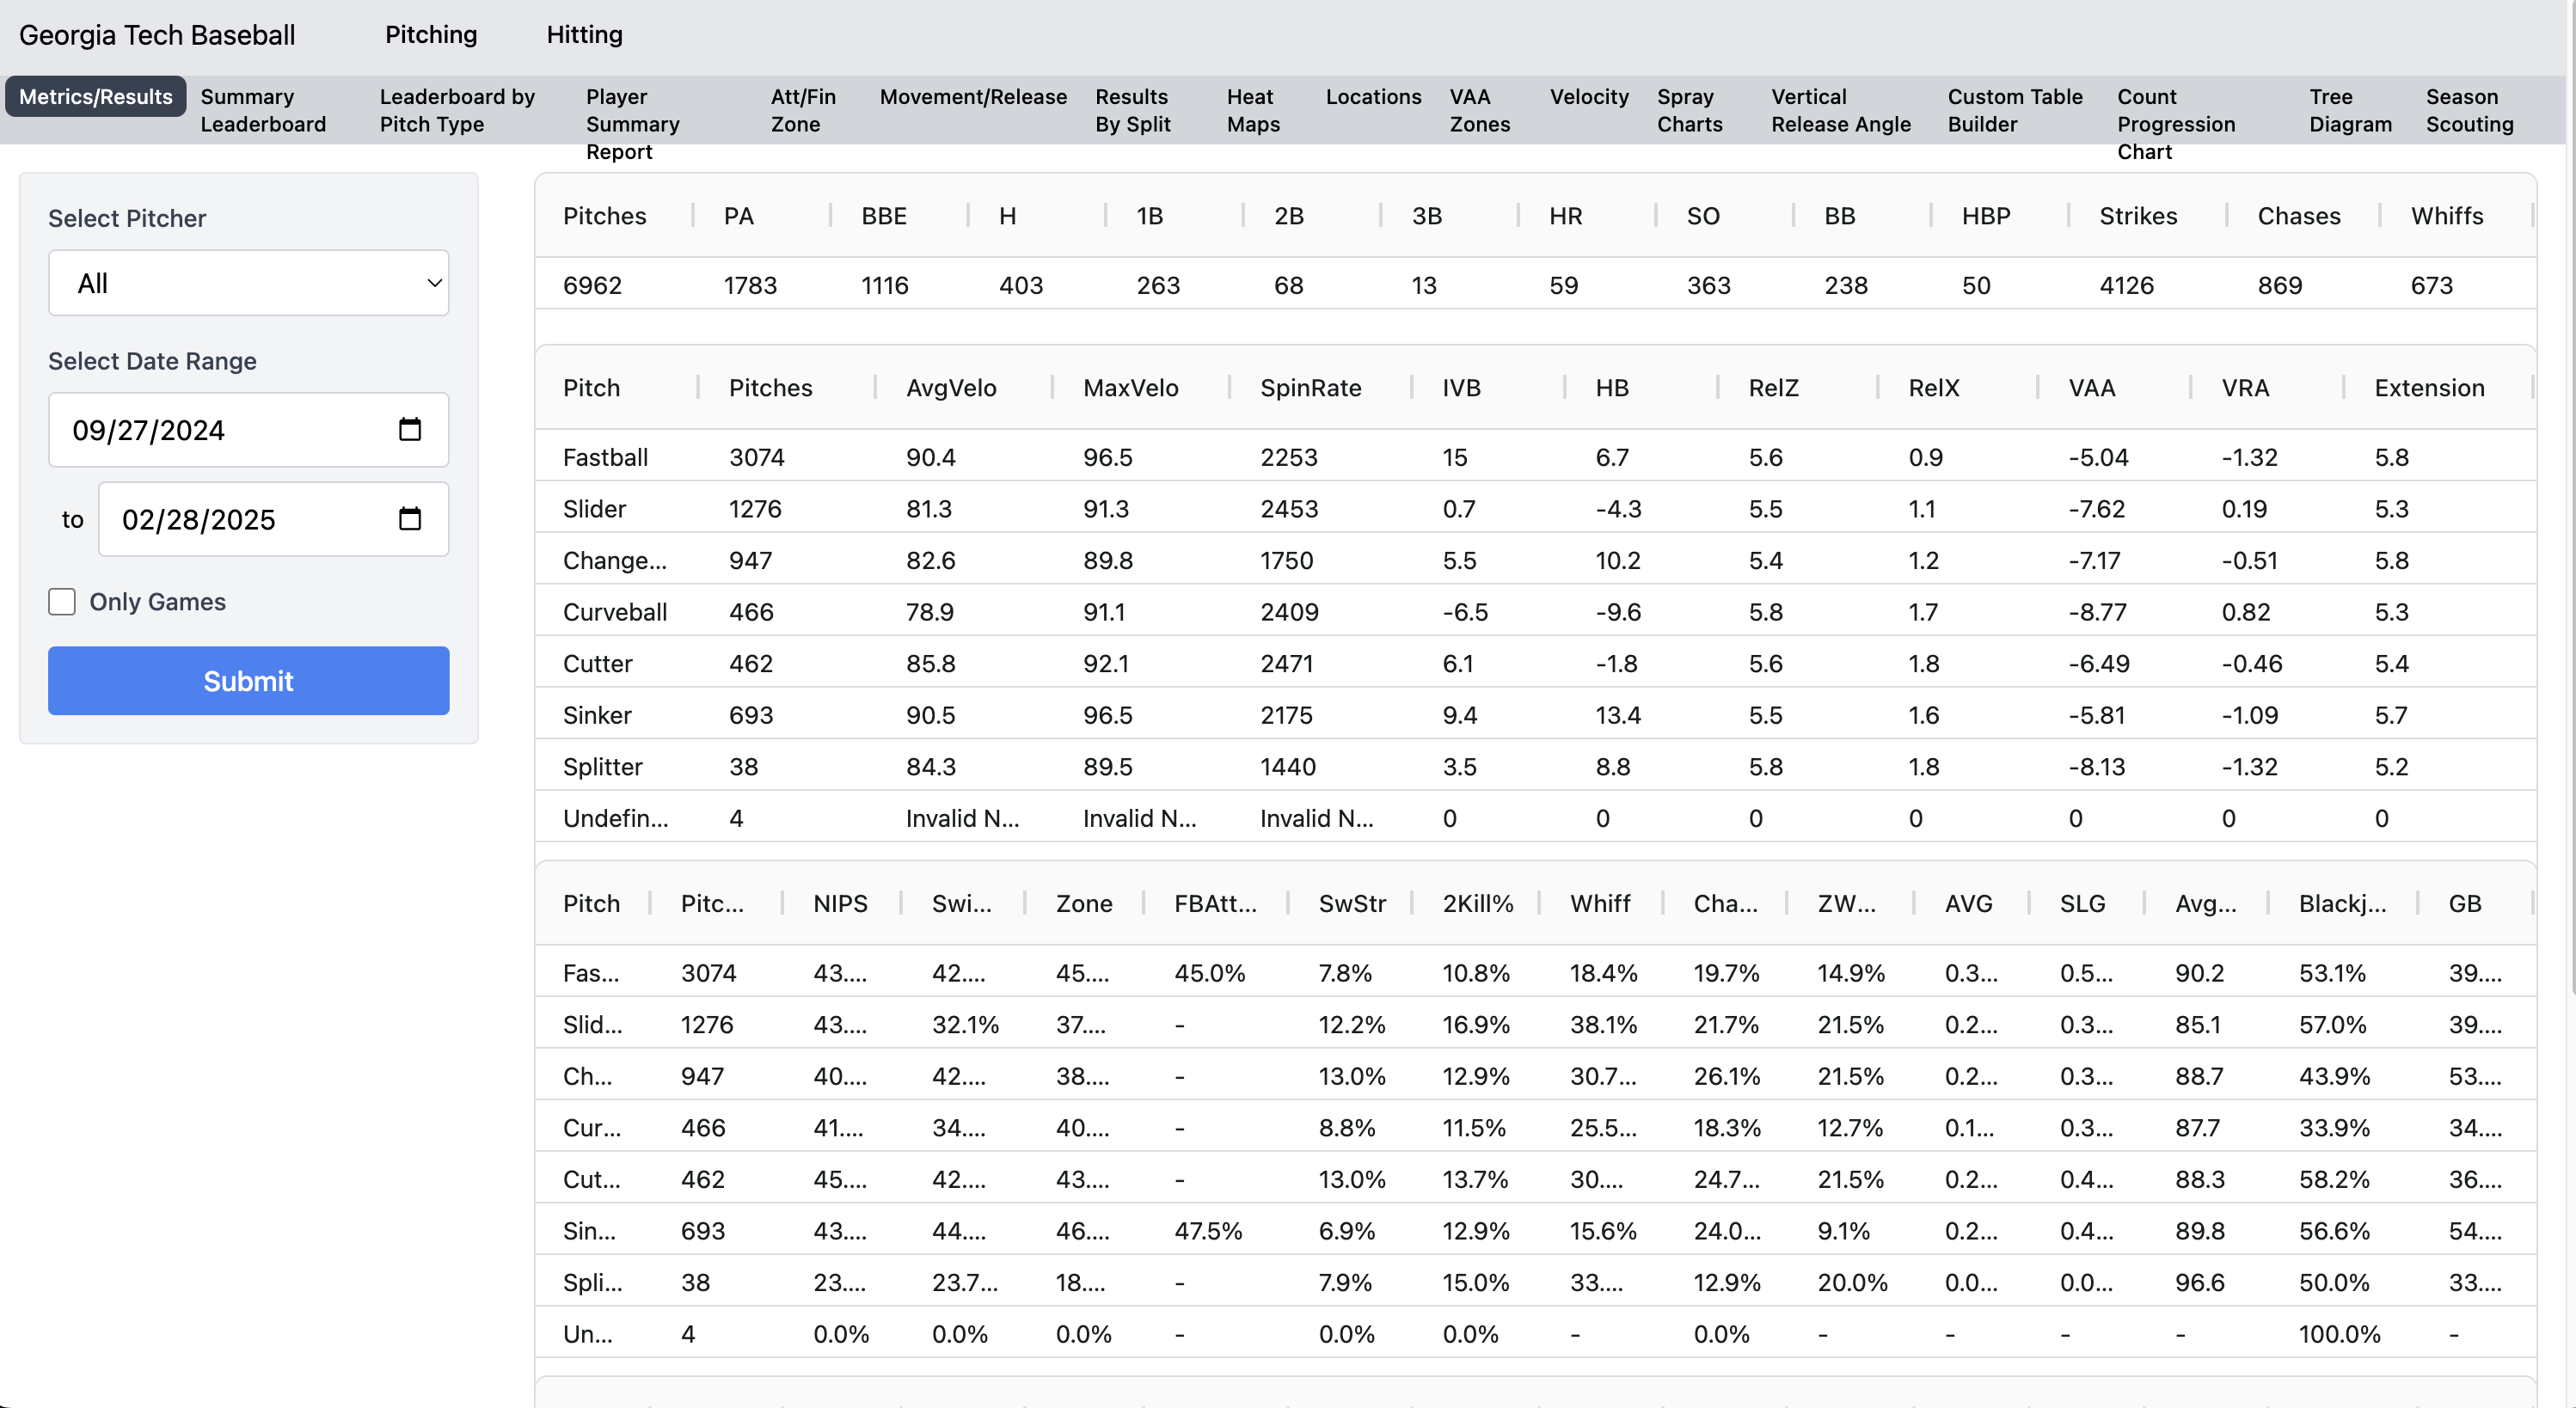 Georgia Tech Baseball Pitching Hitting
Metrics/Results
Summary Leaderboard
Leaderboard by Pitch Type
Player Summary Report
Att/Fin Zone
Movement/Release
Results By Split
Heat Maps
Locations
VAA Zones
Velocity
Spray Charts
Vertical Release Angle
Custom Table Builder
Count Progression Chart
Tree Diagram
Season Scouting
Select Pitcher
All
Select Date Range
09/27/2024
to 02/28/2025
Only Games
Submit
Pitches PA BBE H 1B 2B 3B HR SO BB HBP Strikes Chases Whiffs
6962 1783 1116 403 263 68 13 59 363 238 50 4126 869 673
Pitch Pitches AvgVelo MaxVelo SpinRate IVB HB RelZ RelX VAA VRA Extension
Fastball 3074 90.4 96.5 2253 15 6.7 5.6 0.9 -5.04 -1.32 5.8
Slider 1276 81.3 91.3 2453 0.7 -4.3 5.5 1.1 -7.62 0.19 5.3
Change... 947 82.6 89.8 1750 5.5 10.2 5.4 1.2 -7.17 -0.51 5.8
Curveball 466 78.9 91.1 2409 -6.5 -9.6 5.8 1.7 -8.77 0.82 5.3
Cutter 462 85.8 92.1 2471 6.1 -1.8 5.6 1.8 -6.49 -0.46 5.4
Sinker 693 90.5 96.5 2175 9.4 13.4 5.5 1.6 -5.81 -1.09 5.7
Splitter 38 84.3 89.5 1440 3.5 8.8 5.8 1.8 -8.13 -1.32 5.2
Undefin... 4 Invalid N... Invalid N... Invalid N... 0 0 0 0 0 0 0
Pitch Pitc... NIPS Swi... Zone FBAtt... SwStr 2Kill% Whiff Cha... ZW... AVG SLG Avg... Blackj... GB
Fas... 3074 43.... 42.... 45.... 45.0% 7.8% 10.8% 18.4% 19.7% 14.9% 0.3... 0.5... 90.2 53.1% 39....
Slid... 1276 43.... 32.1% 37.... - 12.2% 16.9% 38.1% 21.7% 21.5% 0.2... 0.3... 85.1 57.0% 39....
Ch... 947 40.... 42.... 38.... - 13.0% 12.9% 30.7... 26.1% 21.5% 0.2... 0.3... 88.7 43.9% 53....
Cur... 466 41.... 34.... 40.... - 8.8% 11.5% 25.5... 18.3% 12.7% 0.1... 0.3... 87.7 33.9% 34....
Cut... 462 45.... 42.... 43.... - 13.0% 13.7% 30.... 24.7... 21.5% 0.2... 0.4... 88.3 58.2% 36....
Sin... 693 43.... 44.... 46.... 47.5% 6.9% 12.9% 15.6% 24.0... 9.1% 0.2... 0.4... 89.8 56.6% 54....
Spli... 38 23.... 23.7... 18.... - 7.9% 15.0% 33.... 12.9% 20.0% 0.0... 0.0... 96.6 50.0% 33....
Un... 4 0.0% 0.0% 0.0% - 0.0% 0.0% - 0.0% - - - - 100.0% -